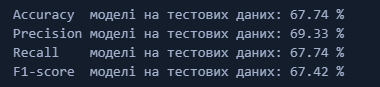 Accuracy моделі на тестових даних: 67.74 %
Precision моделі на тестових даних: 69.33 %
Recall моделі на тестових даних: 67.74 %
F1-score моделі на тестових даних: 67.42 %